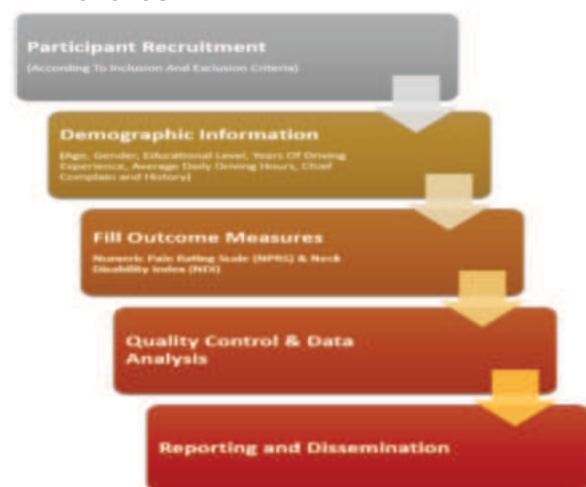 Participant Recruitment
(According To Inclusion And Exclusion Criteria)
Demographic Information
(Age, Gender, Educational Level, Years Of Driving
Experience, Average Daily Driving Hours, Chief
Complain and History)
Fill Outcome Measures
Numeric Pain Rating Scale (NPRS) & Neck
Disability Index (NDI)
Quality Control & Data
Analysis
Reporting and Dissemination